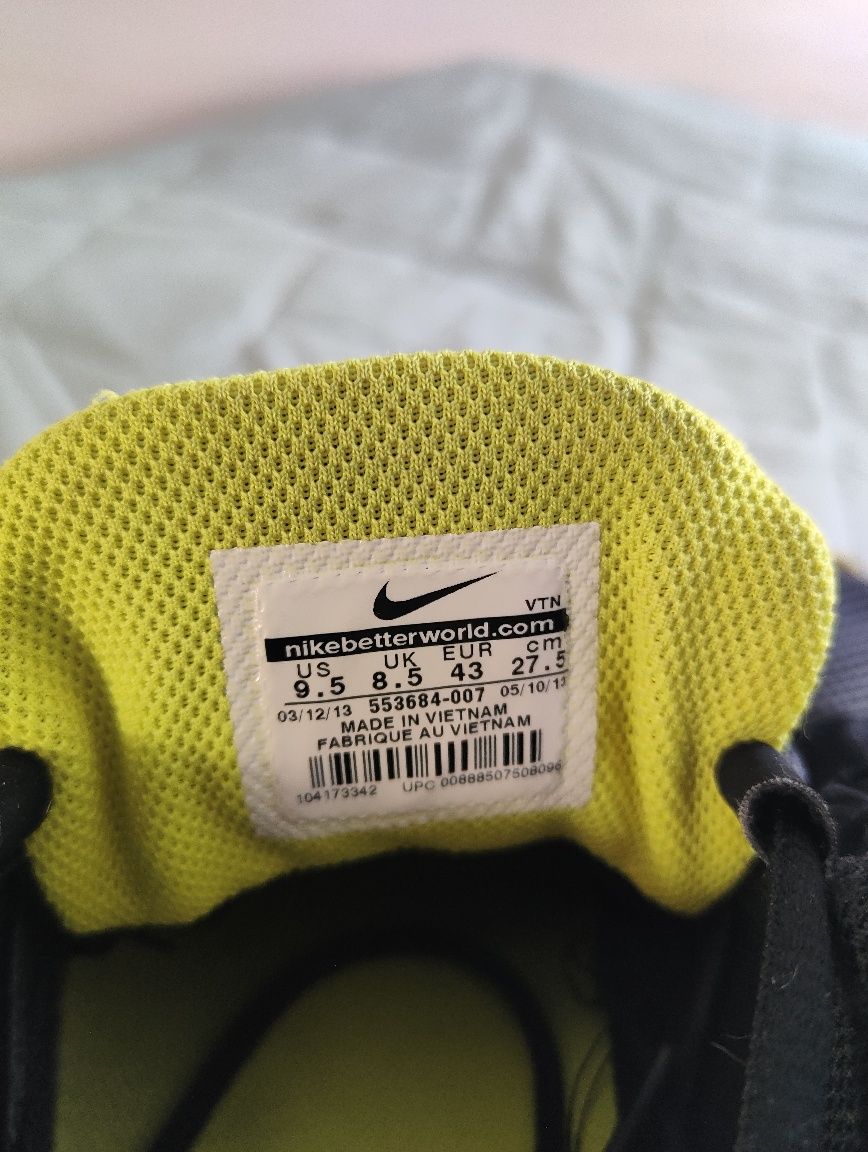 VTN
nikebetterworld.com
US UK EUR cm
9.5 8.5 43 27.5
03/12/13 553684-007 05/10/13
MADE IN VIETNAM
FABRIQUE AU VIETNAM
104173342 UPC 00888507508096